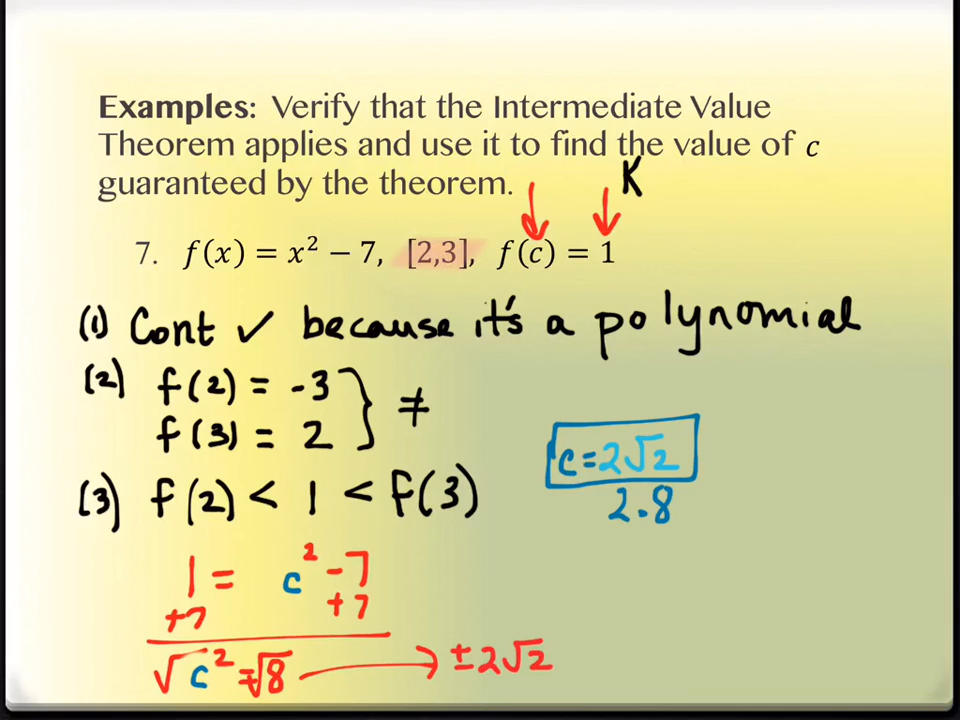 Examples: Verify that the Intermediate Value
Theorem applies and use it to find the value of c
guaranteed by the theorem.
K
7. f(x) = x² − 7, [2,3], f(c) = 1
(1) Cont ✓ because it's a polynomial
(2) f(2) = -3
f(3) = 2 } ≠
(3) f(2) < 1 < f(3)
c = 2√2
2.8
1 = c² - 7
+7 +7
√c² = ±√8 → ±2√2